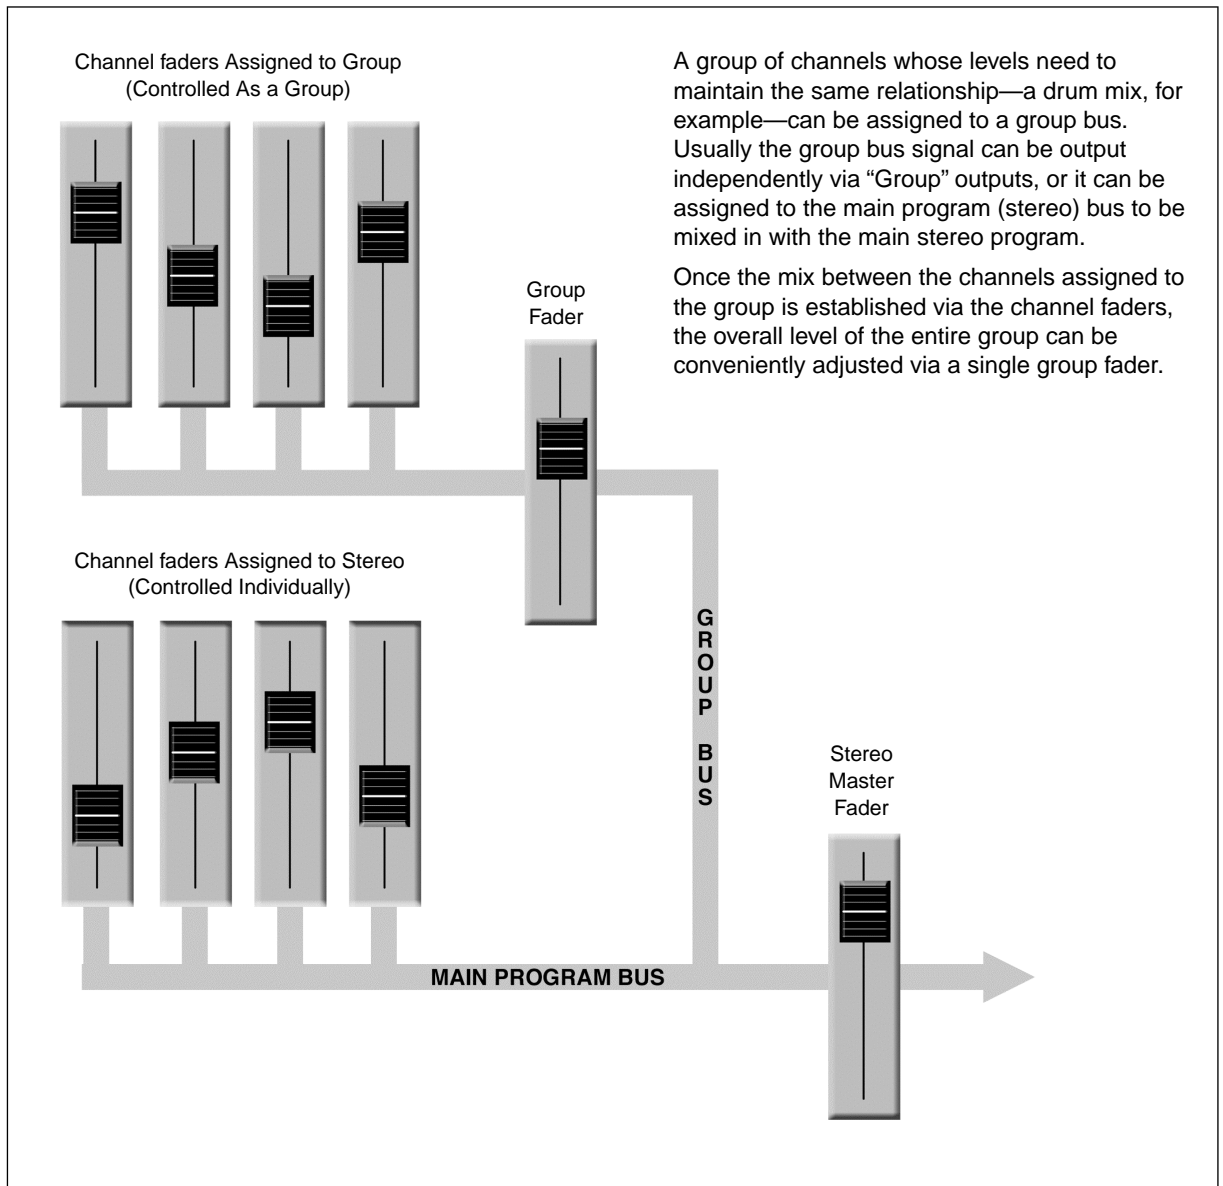 Channel faders Assigned to Group
(Controlled As a Group)
A group of channels whose levels need to
maintain the same relationship—a drum mix, for
example—can be assigned to a group bus.
Usually the group bus signal can be output
independently via “Group” outputs, or it can be
assigned to the main program (stereo) bus to be
mixed in with the main stereo program.
Once the mix between the channels assigned to
the group is established via the channel faders,
the overall level of the entire group can be
conveniently adjusted via a single group fader.
Group
Fader
Channel faders Assigned to Stereo
(Controlled Individually)
GROUP BUS
Stereo
Master
Fader
MAIN PROGRAM BUS